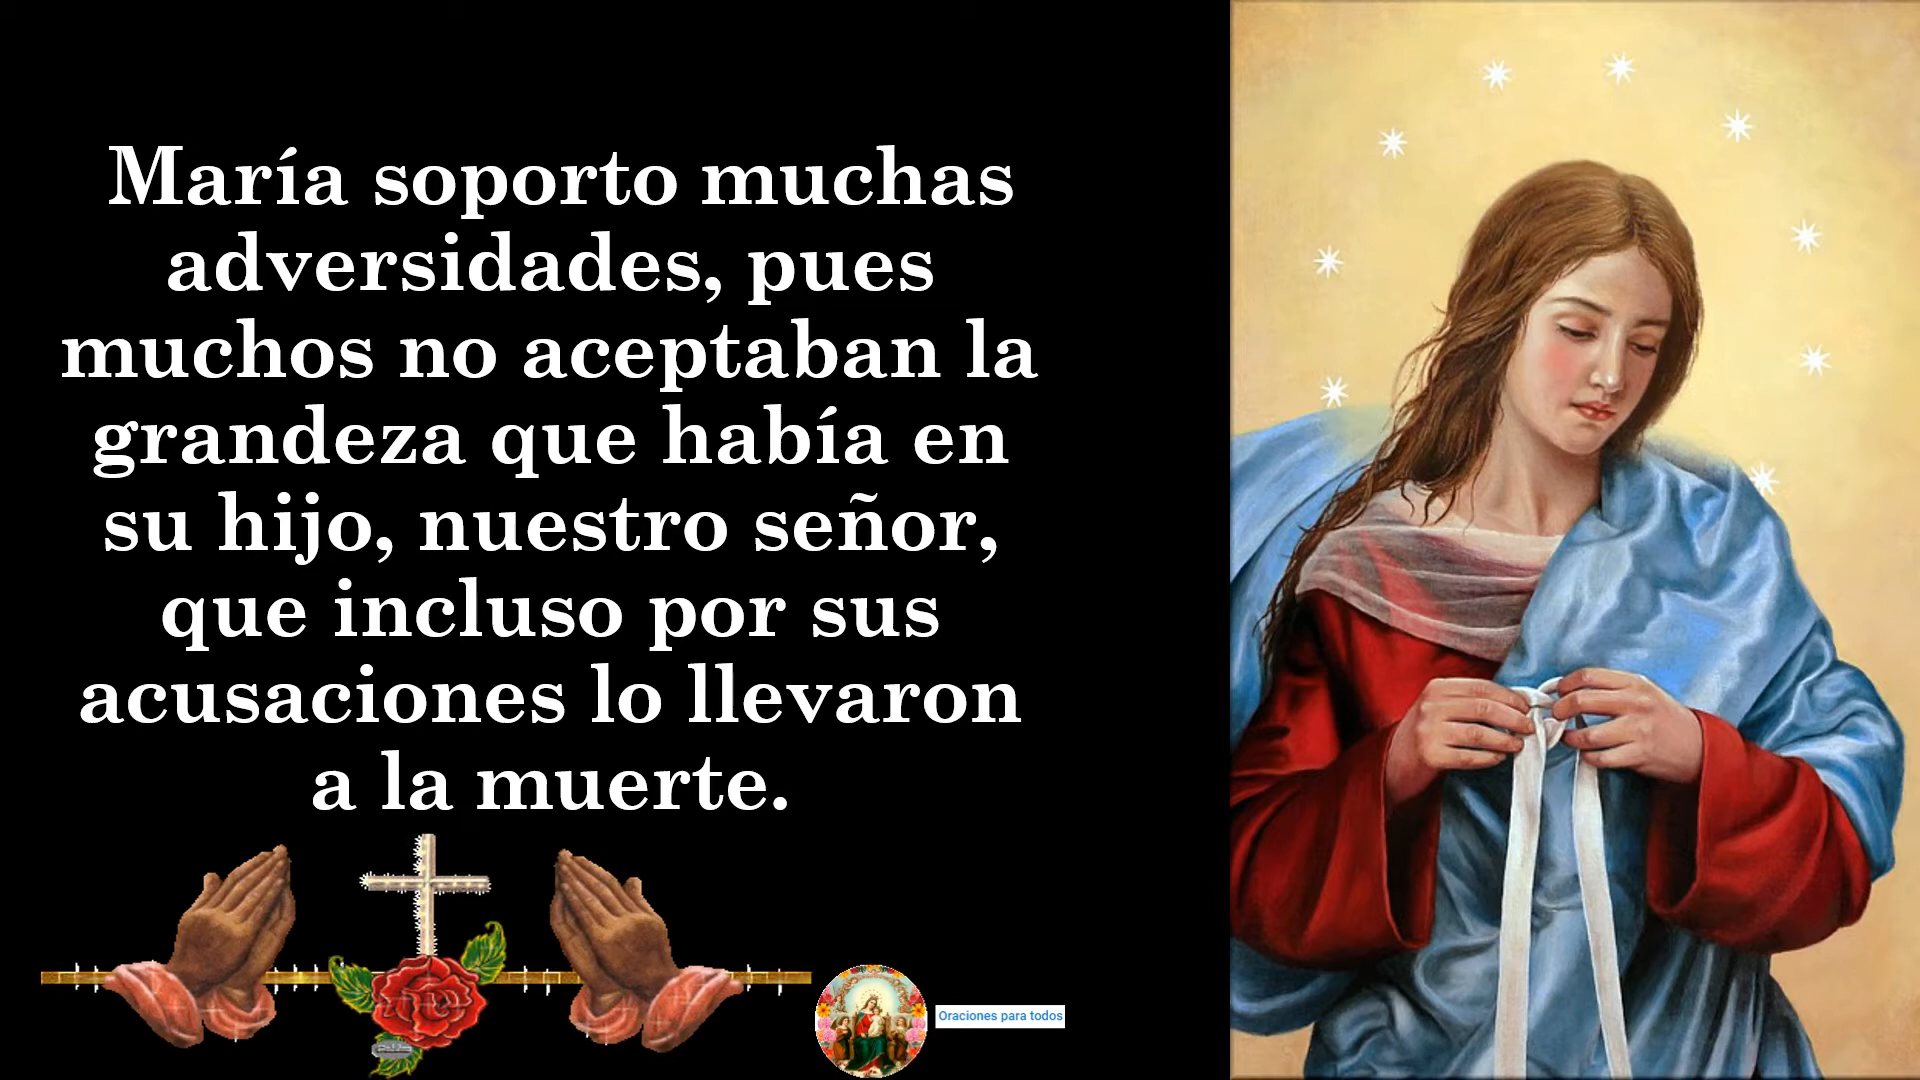 María soporto muchas
adversidades, pues
muchos no aceptaban la
grandeza que había en
su hijo, nuestro señor,
que incluso por sus
acusaciones lo llevaron
a la muerte.
Oraciones para todos